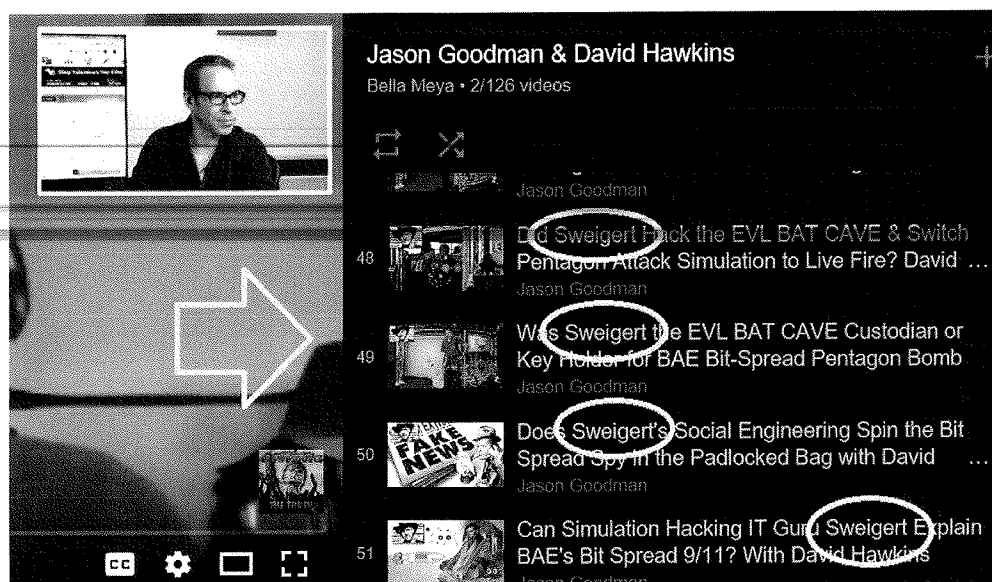 Jason Goodman & David Hawkins
Bella Meya • 2/126 videos
Jason Goodman
48
Did Sweigert Hack the EVL BAT CAVE & Switch
Pentagon Attack Simulation to Live Fire? David ...
Jason Goodman
49
Was Sweigert the EVL BAT CAVE Custodian or
Key Holder for BAE Bit-Spread Pentagon Bomb
Jason Goodman
50
FAKE
NEWS
Does Sweigert's Social Engineering Spin the Bit
Spread Spy in the Padlocked Bag with David ...
Jason Goodman
51
Can Simulation Hacking IT Guru Sweigert Explain
BAE's Bit Spread 9/11? With David Hawkins
Jason Goodman
CC